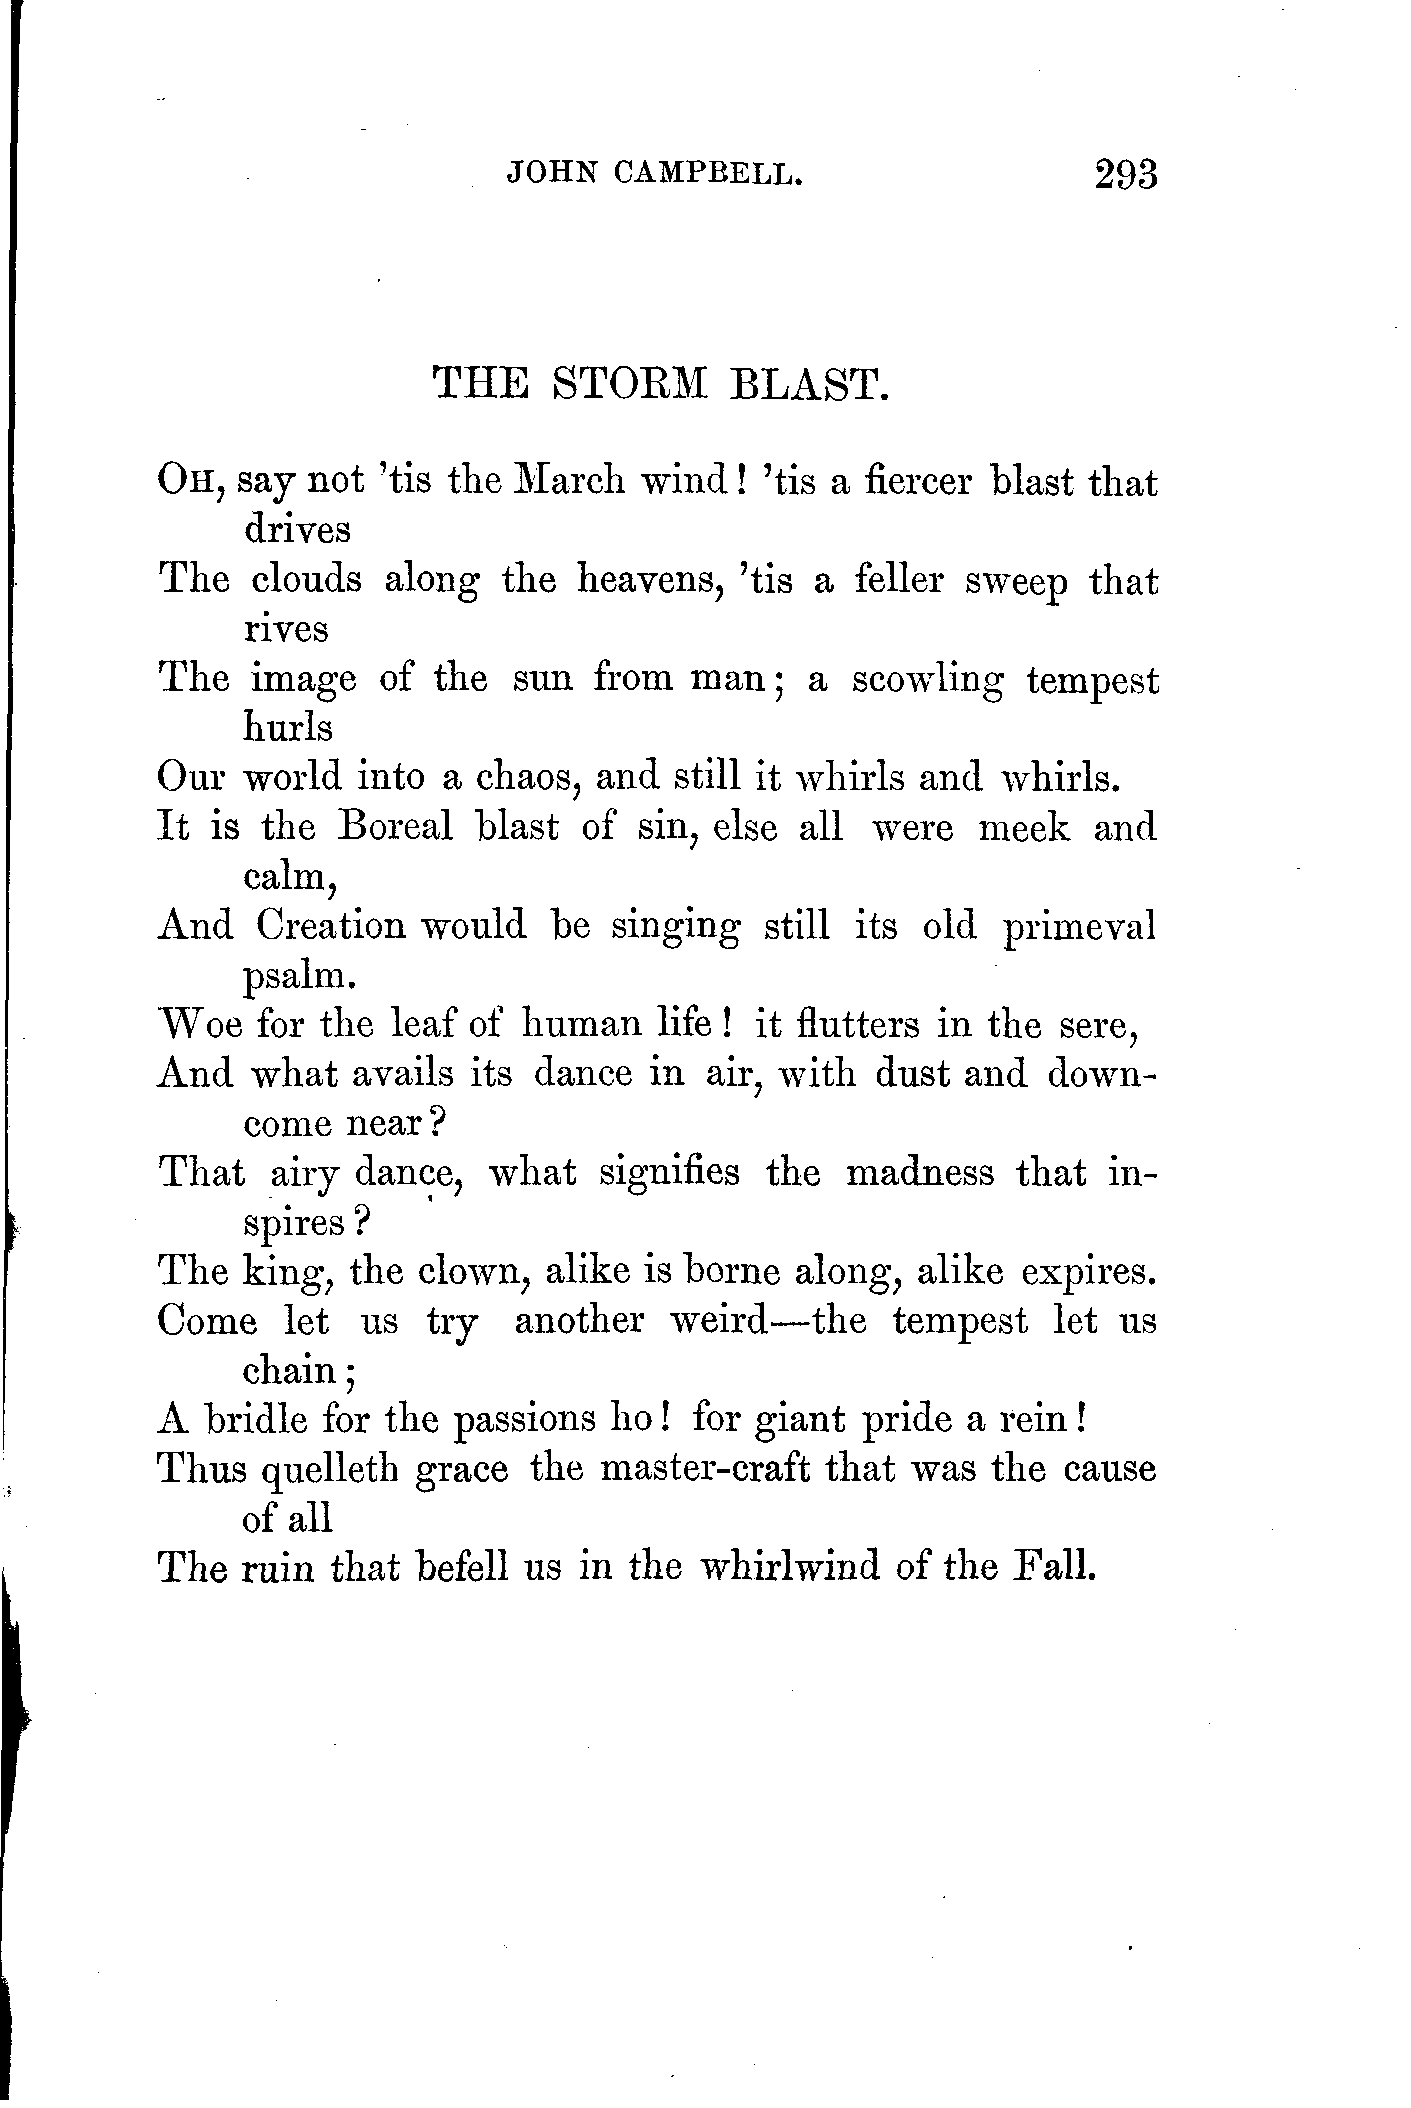 JOHN CAMPBELL. 293
THE STORM BLAST.
OH, say not ’tis the March wind! ’tis a fiercer blast that
drives
The clouds along the heavens, ’tis a feller sweep that
rives
The image of the sun from man; a scowling tempest
hurls
Our world into a chaos, and still it whirls and whirls.
It is the Boreal blast of sin, else all were meek and
calm,
And Creation would be singing still its old primeval
psalm.
Woe for the leaf of human life! it flutters in the sere,
And what avails its dance in air, with dust and down-
come near?
That airy dance, what signifies the madness that in-
spires?
The king, the clown, alike is borne along, alike expires.
Come let us try another weird—the tempest let us
chain;
A bridle for the passions ho! for giant pride a rein!
Thus quelleth grace the master-craft that was the cause
of all
The ruin that befell us in the whirlwind of the Fall.